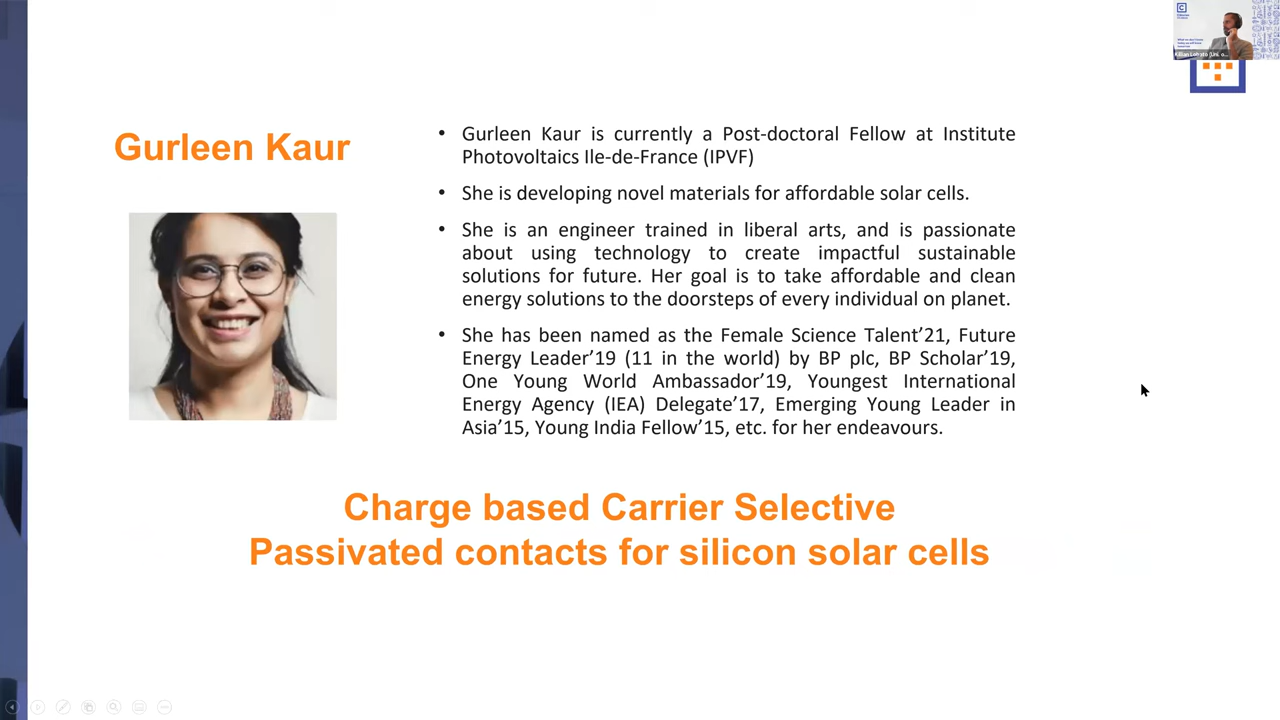 Gurleen Kaur
• Gurleen Kaur is currently a Post-doctoral Fellow at Institute
Photovoltaics Ile-de-France (IPVF)
• She is developing novel materials for affordable solar cells.
• She is an engineer trained in liberal arts, and is passionate
about using technology to create impactful sustainable
solutions for future. Her goal is to take affordable and clean
energy solutions to the doorsteps of every individual on planet.
• She has been named as the Female Science Talent’21, Future
Energy Leader’19 (11 in the world) by BP plc, BP Scholar’19,
One Young World Ambassador’19, Youngest International
Energy Agency (IEA) Delegate’17, Emerging Young Leader in
Asia’15, Young India Fellow’15, etc. for her endeavours.
Charge based Carrier Selective
Passivated contacts for silicon solar cells